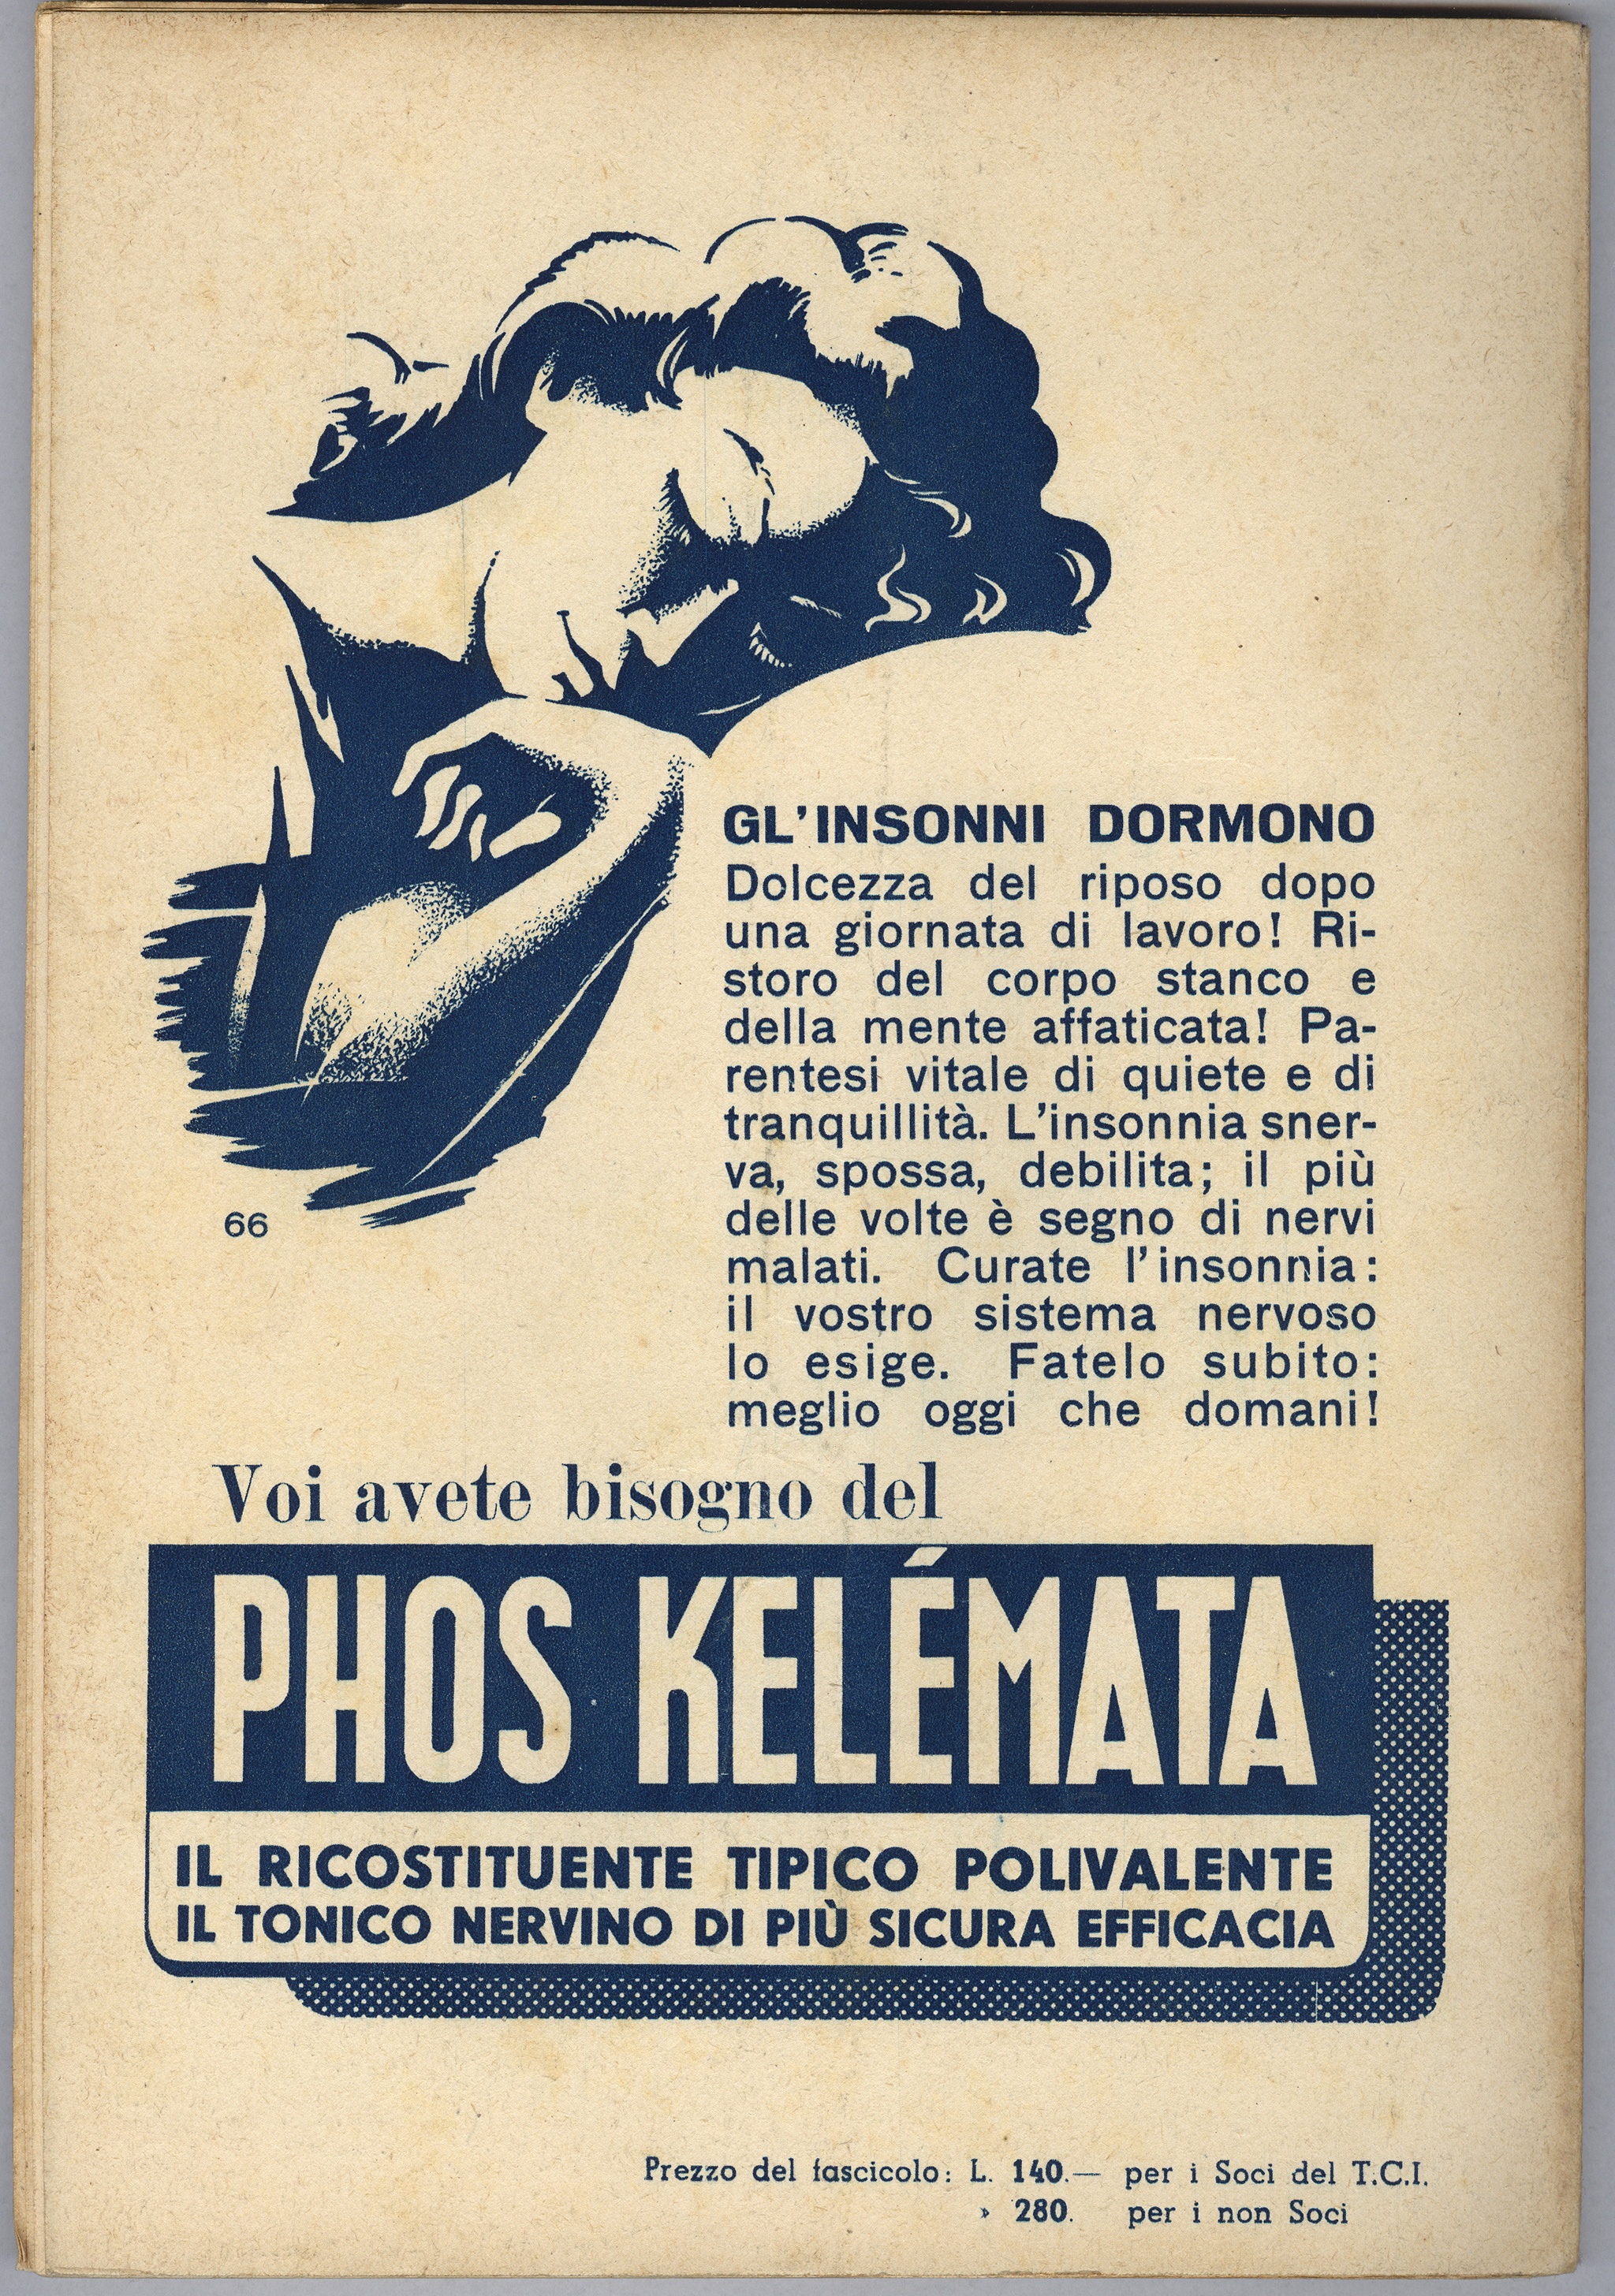 GL'INSONNI DORMONO
Dolcezza del riposo dopo
una giornata di lavoro! Ri-
storo del corpo stanco e
della mente affaticata! Pa-
rentesi vitale di quiete e di
tranquillità. L'insonnia sner-
va, spossa, debilita; il più
delle volte è segno di nervi
malati. Curate l'insonnia:
il vostro sistema nervoso
lo esige. Fatelo subito:
meglio oggi che domani!
66
Voi avete bisogno del
PHOS KELÉMATA
IL RICOSTITUENTE TIPICO POLIVALENTE
IL TONICO NERVINO DI PIÙ SICURA EFFICACIA
Prezzo del fascicolo: L. 140.— per i Soci del T.C.I.
» 280. per i non Soci